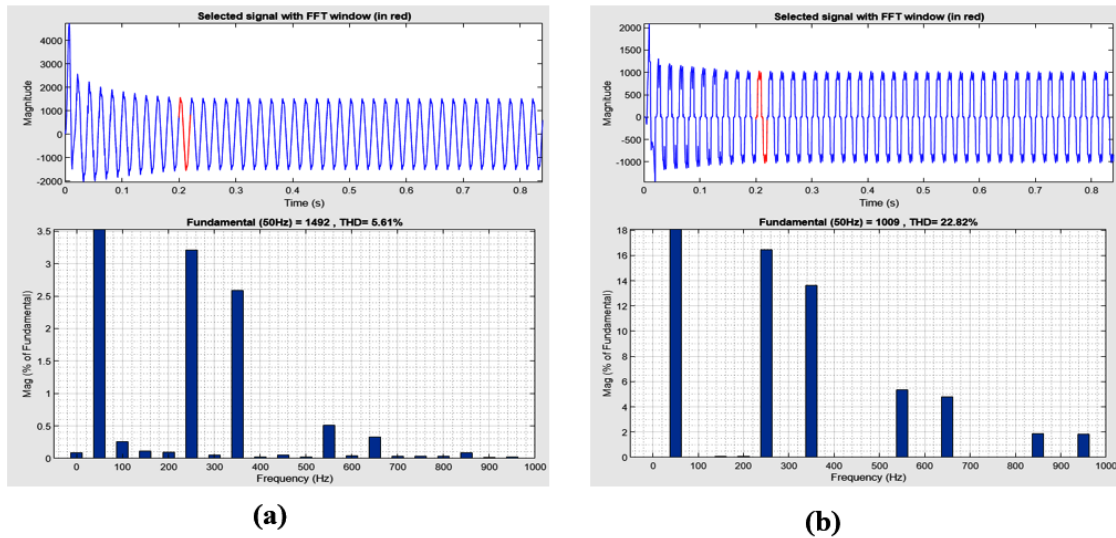 Selected signal with FFT window (in red)
4000
3000
2000
1000
0
-1000
-2000
Magnitude
0 0.1 0.2 0.3 0.4 0.5 0.6 0.7 0.8
Time (s)
Fundamental (50Hz) = 1492 , THD= 5.61%
3.5
3
2.5
2
1.5
1
0.5
0
Mag (% of Fundamental)
0 100 200 300 400 500 600 700 800 900 1000
Frequency (Hz)
(a)
Selected signal with FFT window (in red)
2000
1500
1000
500
0
-500
-1000
Magnitude
0 0.1 0.2 0.3 0.4 0.5 0.6 0.7 0.8
Time (s)
Fundamental (50Hz) = 1009 , THD= 22.82%
18
16
14
12
10
8
6
4
2
0
Mag (% of Fundamental)
0 100 200 300 400 500 600 700 800 900 1000
Frequency (Hz)
(b)